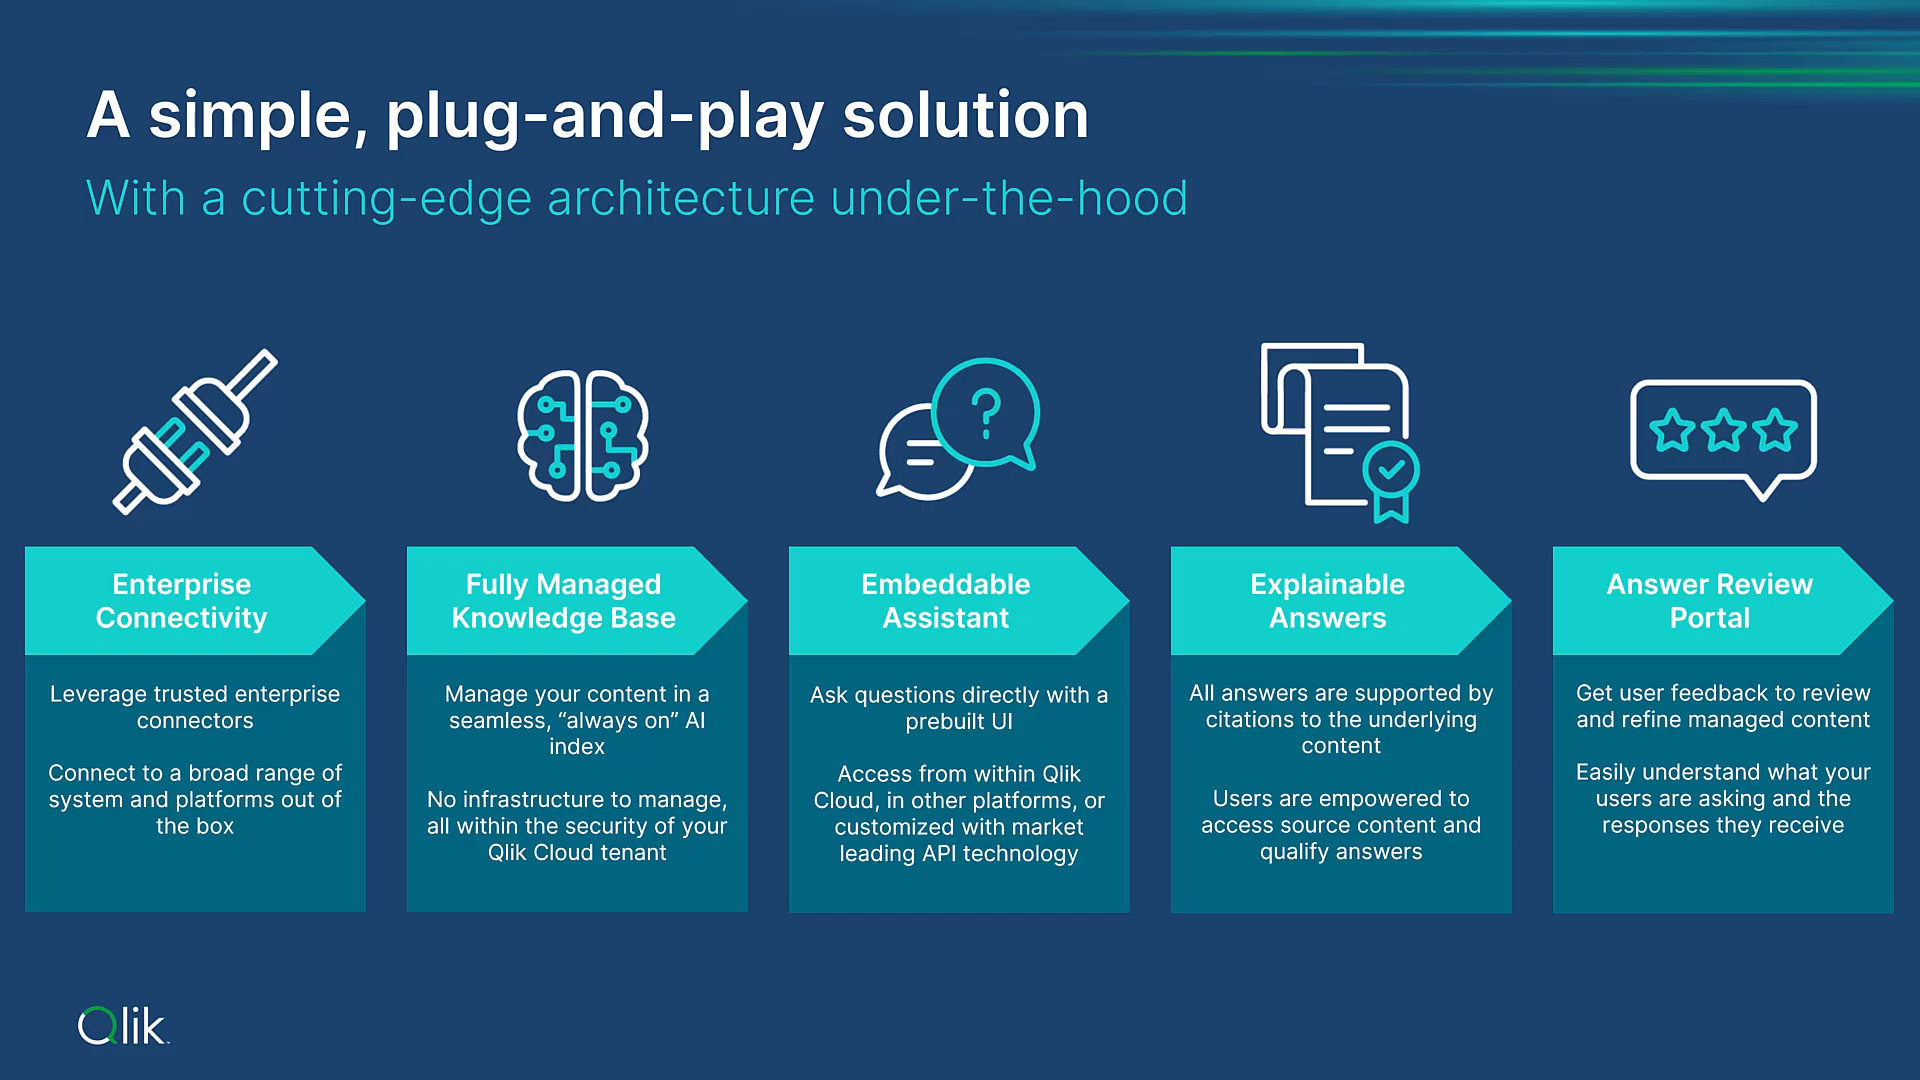 A simple, plug-and-play solution
With a cutting-edge architecture under-the-hood
?
Enterprise
Connectivity
Leverage trusted enterprise
connectors
Connect to a broad range of
system and platforms out of
the box
Fully Managed
Knowledge Base
Manage your content in a
seamless, “always on” AI
index
No infrastructure to manage,
all within the security of your
Qlik Cloud tenant
Embeddable
Assistant
Ask questions directly with a
prebuilt UI
Access from within Qlik
Cloud, in other platforms, or
customized with market
leading API technology
Explainable
Answers
All answers are supported by
citations to the underlying
content
Users are empowered to
access source content and
qualify answers
Answer Review
Portal
Get user feedback to review
and refine managed content
Easily understand what your
users are asking and the
responses they receive
Qlik